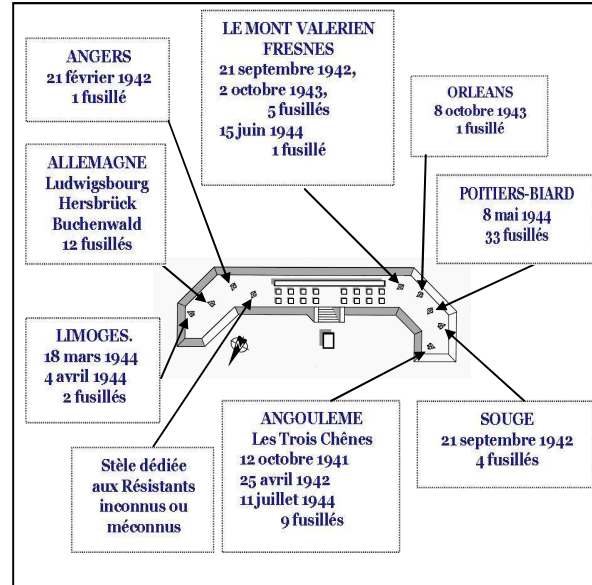 ANGERS
21 février 1942
1 fusillé
LE MONT VALERIEN
FRESNES
21 septembre 1942,
2 octobre 1943,
5 fusillés
15 juin 1944
1 fusillé
ORLEANS
8 octobre 1943
1 fusillé
ALLEMAGNE
Ludwigsbourg
Hersbrück
Buchenwald
12 fusillés
POITIERS-BIARD
8 mai 1944
33 fusillés
LIMOGES.
18 mars 1944
4 avril 1944
2 fusillés
Stèle dédiée
aux Résistants
inconnus ou
méconnus
ANGOULEME
Les Trois Chênes
12 octobre 1941
25 avril 1942
11 juillet 1944
9 fusillés
SOUGE
21 septembre 1942
4 fusillés